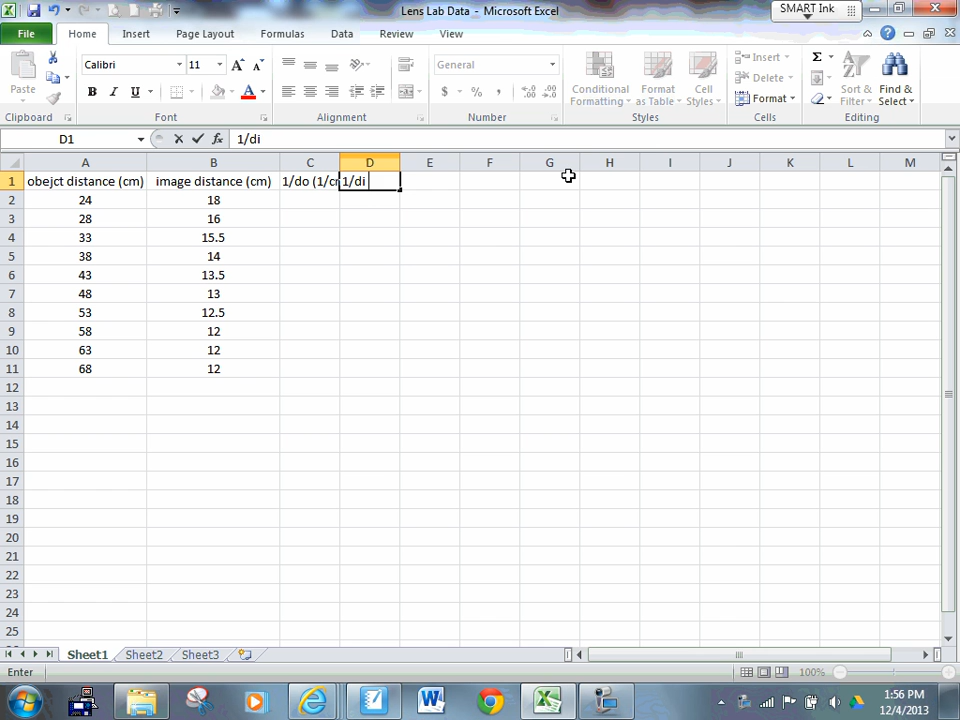 Lens Lab Data - Microsoft Excel
SMART Ink
File Home Insert Page Layout Formulas Data Review View
Calibri 11 A A General Insert Σ
Paste B I U A $ % , .0 .00 .00 .0 Conditional Formatting Format as Table Cell Styles Delete Format Sort & Filter Find & Select
Clipboard Font Alignment Number Styles Cells Editing
D1 fx 1/di
A B C D E F G H I J K L M
1 obejct distance (cm) image distance (cm) 1/do (1/cm 1/di
2 24 18
3 28 16
4 33 15.5
5 38 14
6 43 13.5
7 48 13
8 53 12.5
9 58 12
10 63 12
11 68 12
12
13
14
15
16
17
18
19
20
21
22
23
24
25
Sheet1 Sheet2 Sheet3
Enter 100%
1:56 PM
12/4/2013